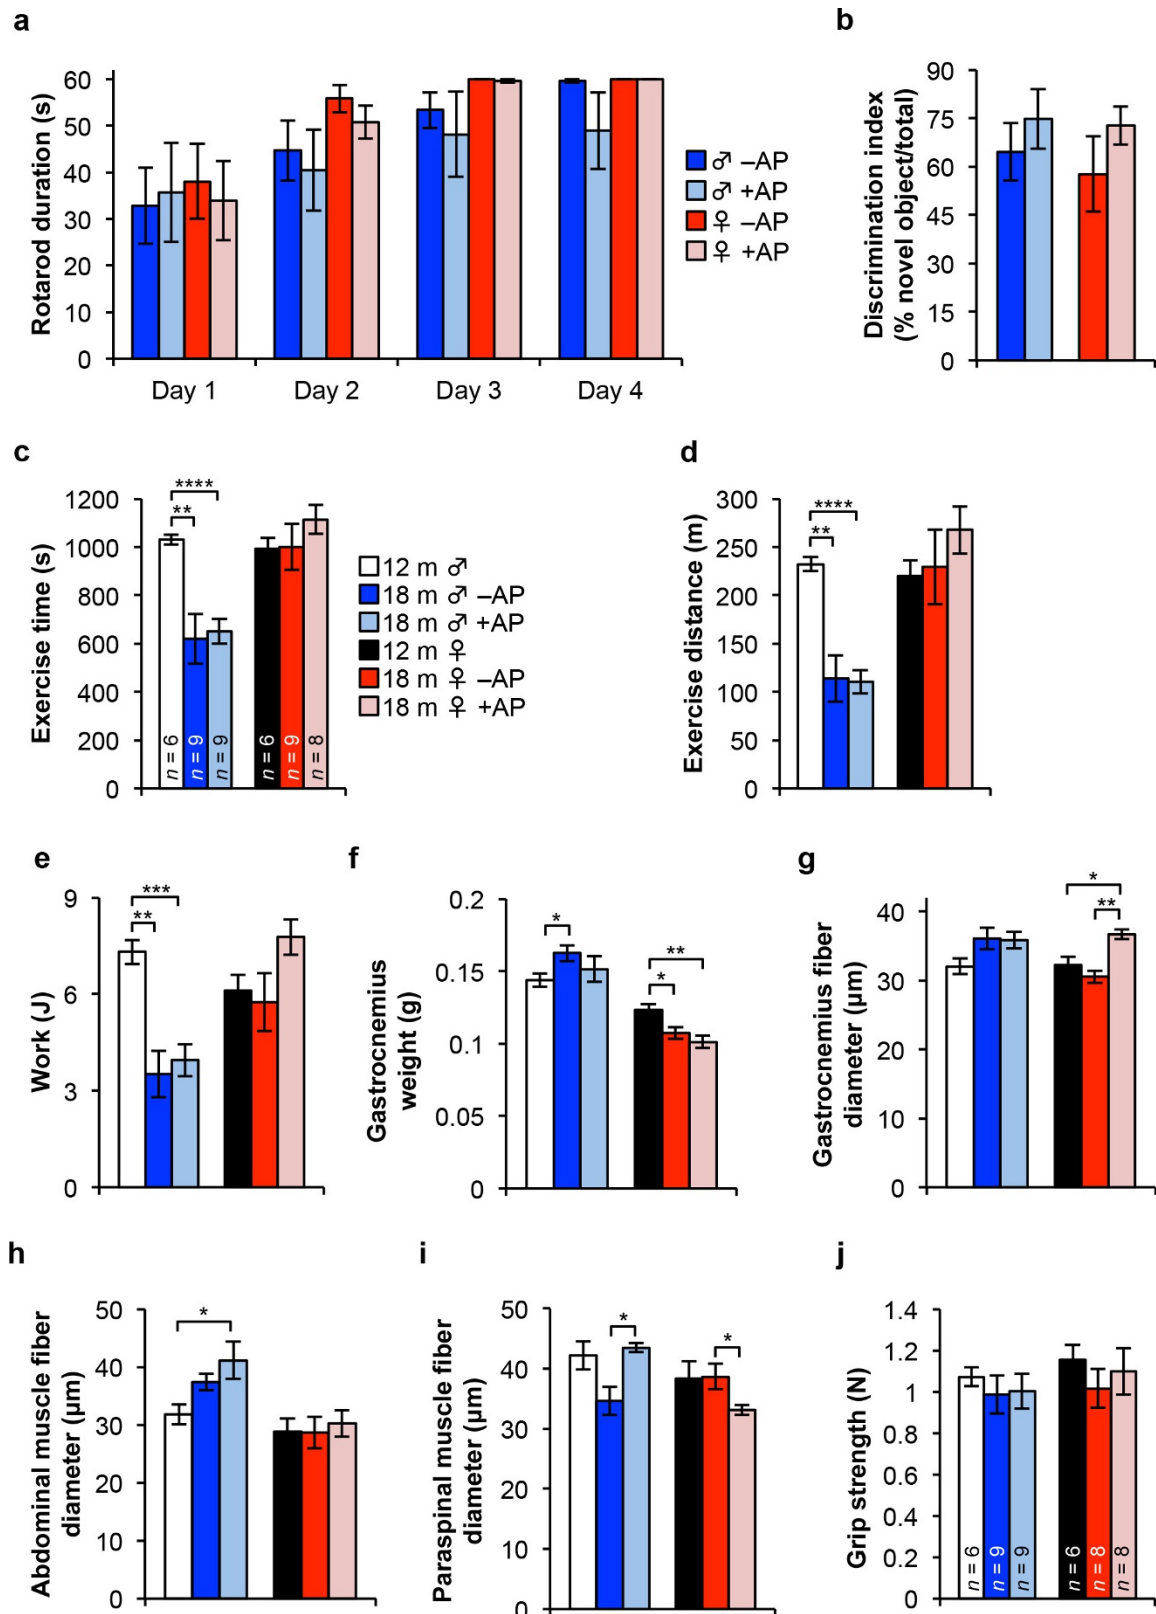 a
Rotarod duration (s)
60
50
40
30
20
10
0
Day 1
Day 2
Day 3
Day 4
♂ –AP
♂ +AP
♀ –AP
♀ +AP
b
Discrimination index
(% novel object/total)
90
75
60
45
30
15
0
c
Exercise time (s)
1200
1000
800
600
400
200
0
****
**
n = 6
n = 9
n = 9
n = 6
n = 9
n = 8
12 m ♂
18 m ♂ –AP
18 m ♂ +AP
12 m ♀
18 m ♀ –AP
18 m ♀ +AP
d
Exercise distance (m)
300
250
200
150
100
50
0
****
**
e
Work (J)
9
6
3
0
***
**
f
Gastrocnemius
weight (g)
0.2
0.15
0.1
0.05
0
*
**
*
g
Gastrocnemius fiber
diameter (µm)
40
30
20
10
0
*
**
h
Abdominal muscle fiber
diameter (µm)
50
40
30
20
10
0
*
i
Paraspinal muscle fiber
diameter (µm)
50
40
30
20
10
0
*
*
j
Grip strength (N)
1.4
1.2
1
0.8
0.6
0.4
0.2
0
n = 6
n = 9
n = 9
n = 6
n = 8
n = 8